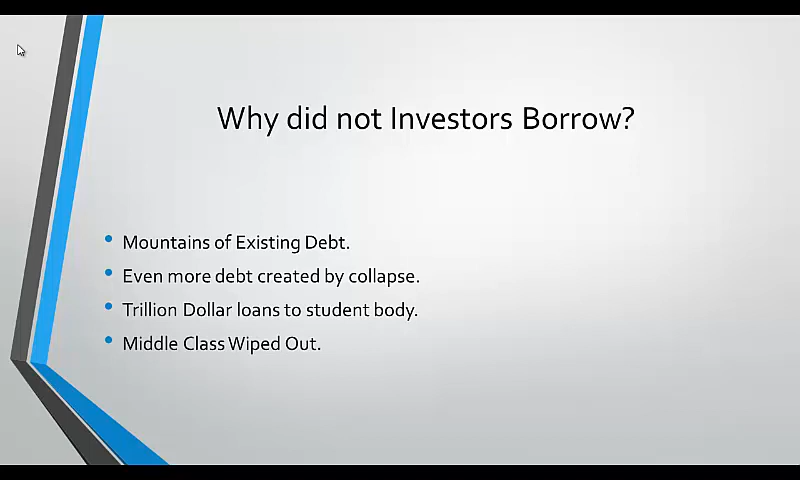 Why did not Investors Borrow?
• Mountains of Existing Debt.
• Even more debt created by collapse.
• Trillion Dollar loans to student body.
• Middle Class Wiped Out.